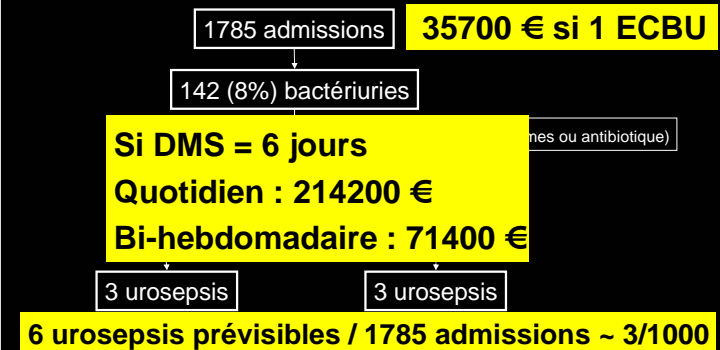 1785 admissions
35700 € si 1 ECBU
142 (8%) bactériuries
ou antibiotique)
Si DMS = 6 jours
Quotidien : 214200 €
Bi-hebdomadaire : 71400 €
3 urosepsis
3 urosepsis
6 urosepsis prévisibles / 1785 admissions ~ 3/1000